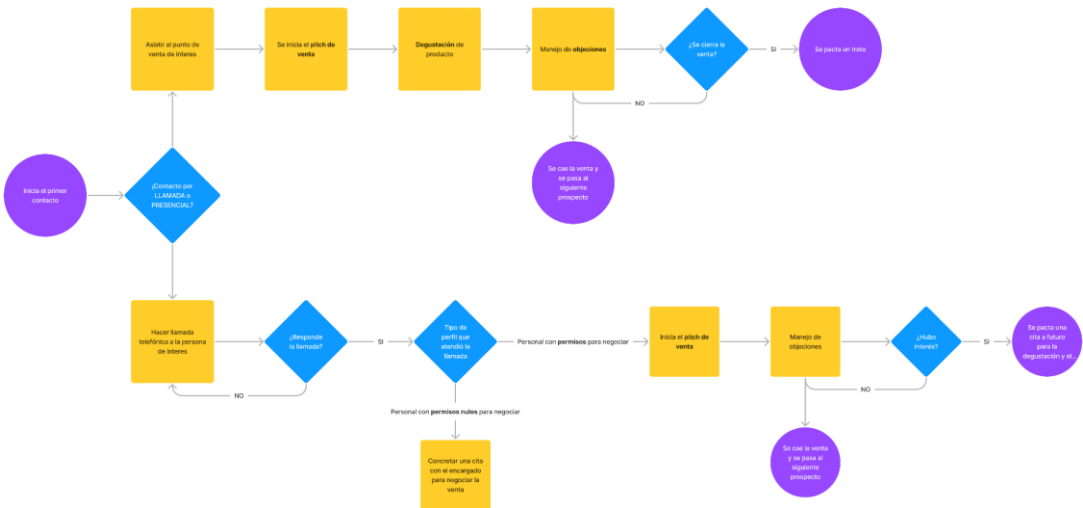 Asistir al punto de
venta de interes
Se inicia el pitch de
venta
Degustación de
producto
Manejo de objeciones
¿Se cierra la
venta?
SI
Se pacta un trato
NO
Se cae la venta y
se pasa al
siguiente
prospecto
Inicia el primer
contacto
¿Contacto por
LLAMADA o
PRESENCIAL?
Hacer llamada
telefónica a la persona
de interes
¿Responde
la llamada?
SI
NO
Tipo de
perfil que
atendió la
llamada
Personal con permisos para negociar
Inicia el pitch de
venta
Manejo de
objeciones
¿Hubo
interés?
SI
Se pacta una
cita a futuro
para la
degustación y el...
NO
Personal con permisos nulos para negociar
Concretar una cita
con el encargado
para negociar la
venta
Se cae la venta
y se pasa al
siguiente
prospecto